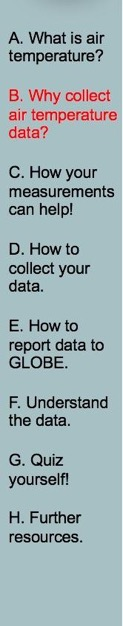 A. What is air
temperature?
B. Why collect
air temperature
data?
C. How your
measurements
can help!
D. How to
collect your
data.
E. How to
report data to
GLOBE.
F. Understand
the data.
G. Quiz
yourself!
H. Further
resources.